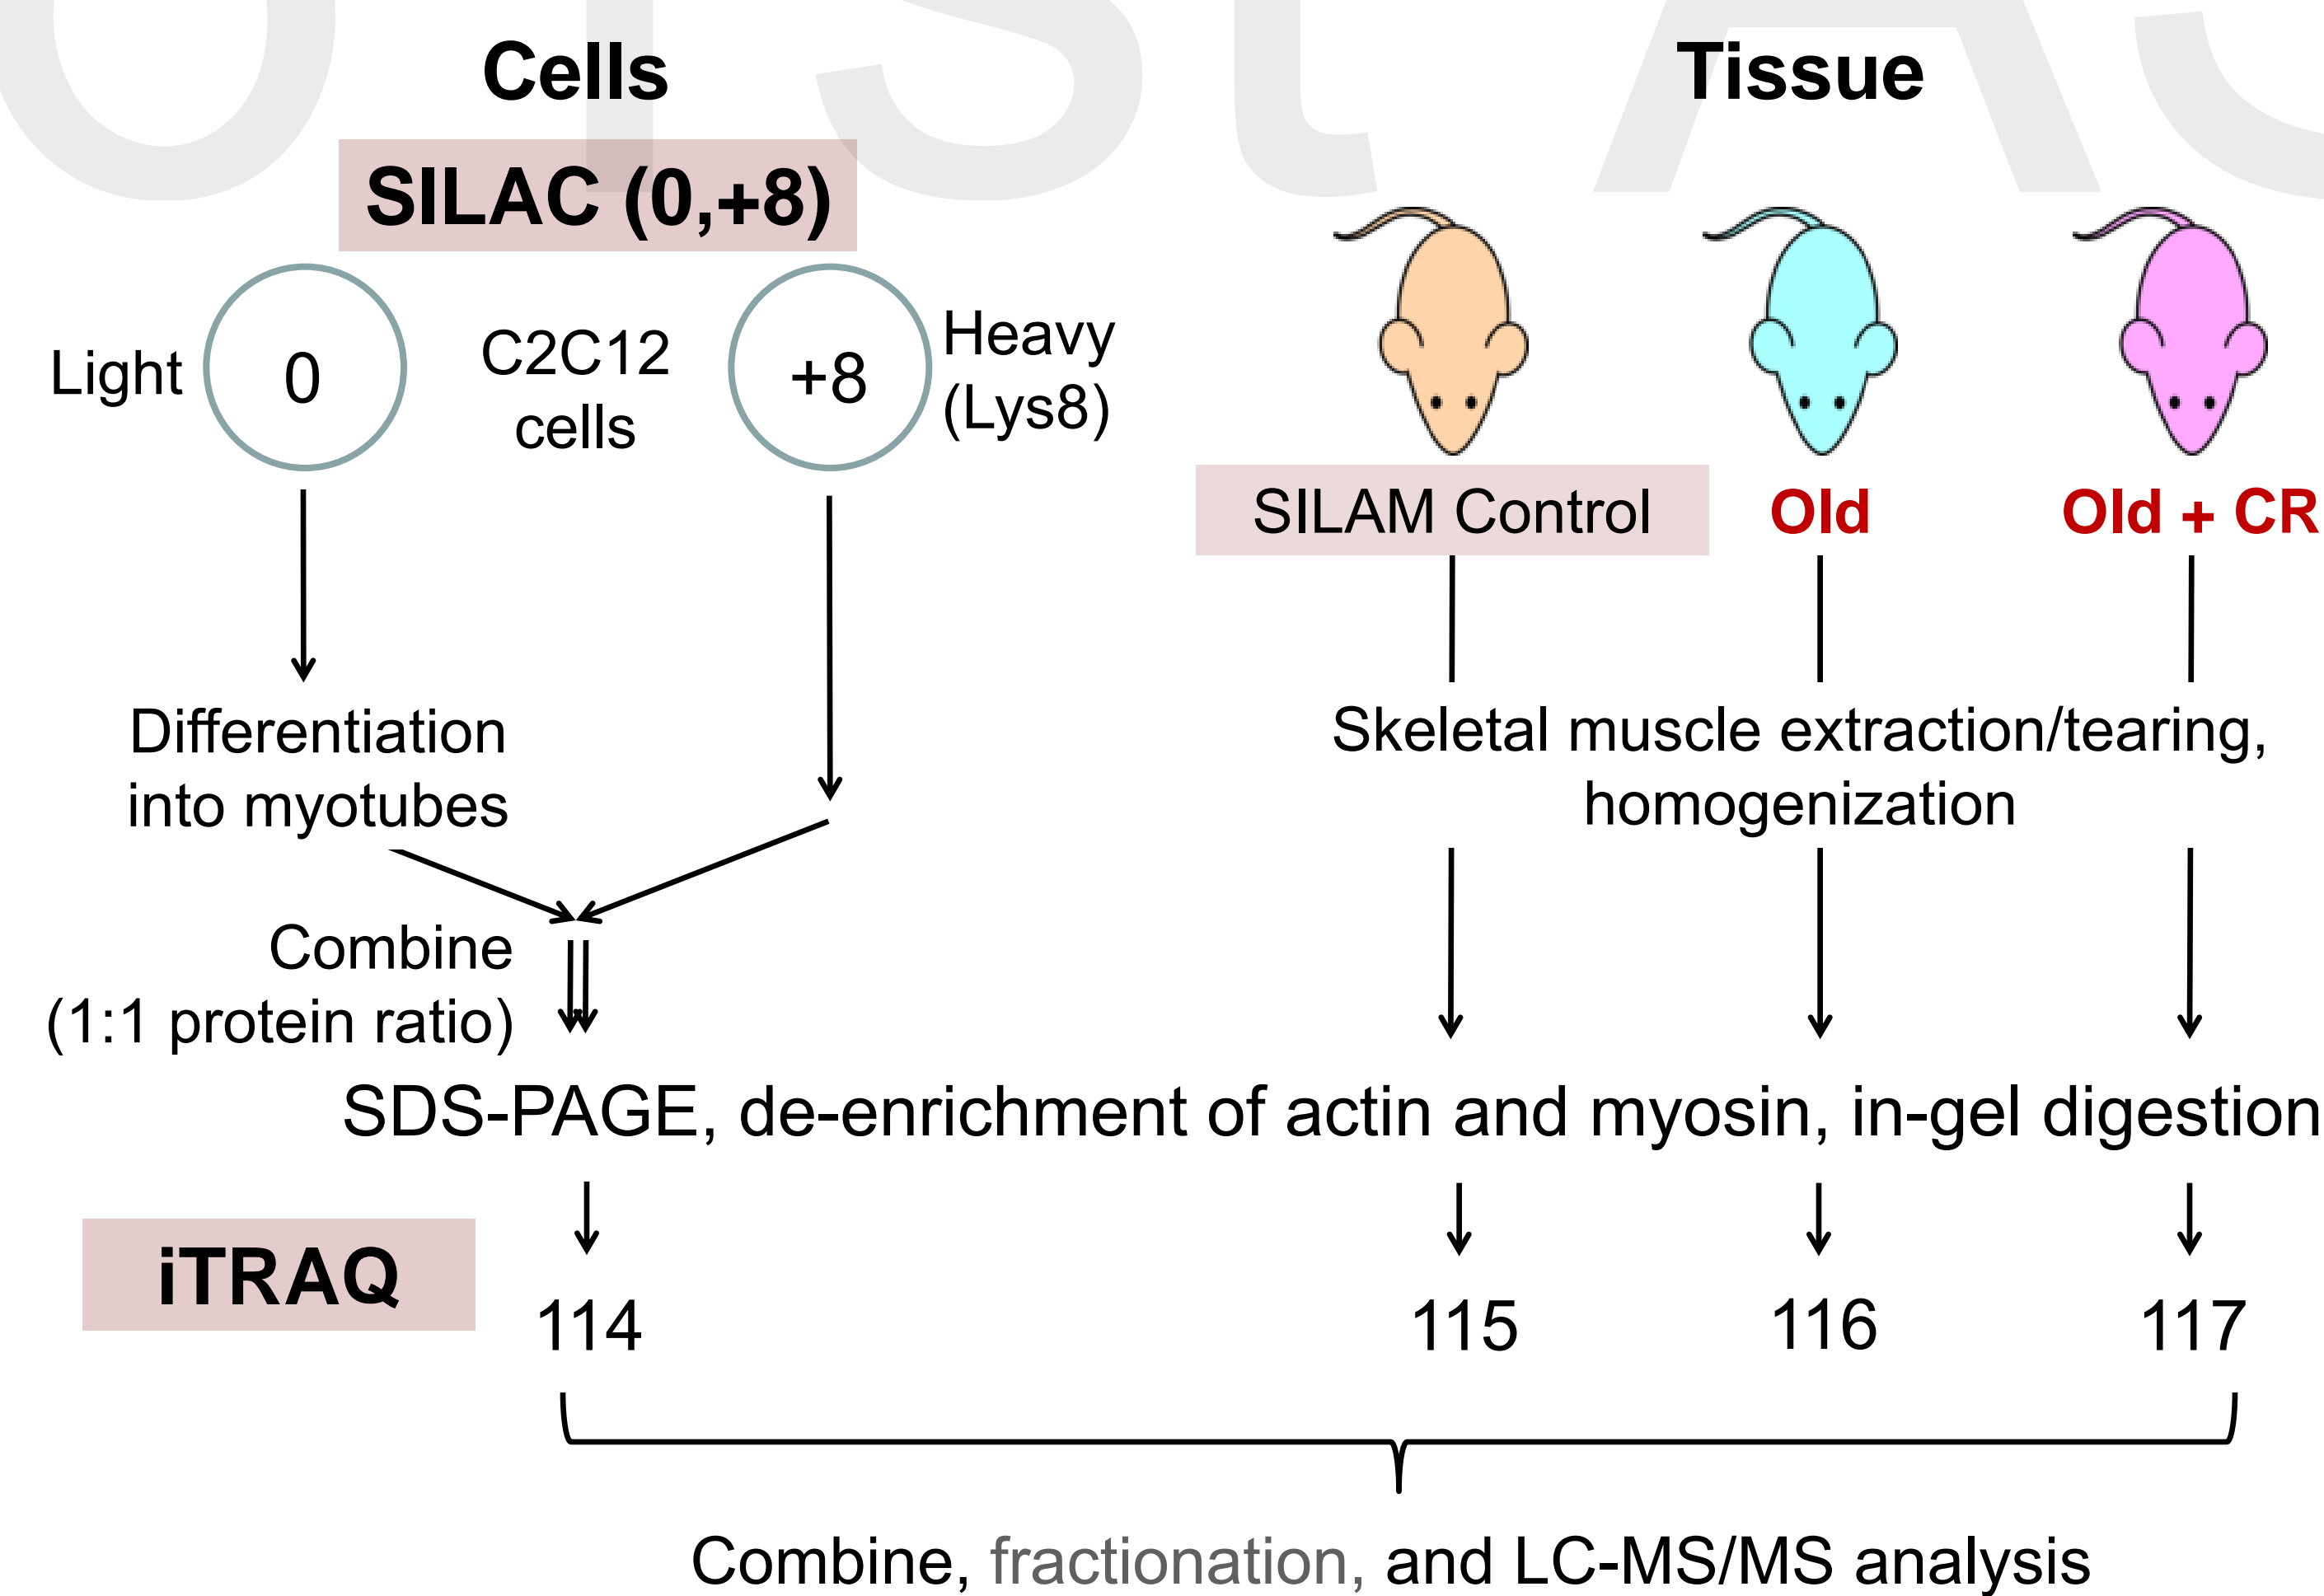 Cells
Tissue
SILAC (0,+8)
Light
0
C2C12
cells
+8
Heavy
(Lys8)
SILAM Control
Old
Old + CR
Differentiation
into myotubes
Skeletal muscle extraction/tearing,
homogenization
Combine
(1:1 protein ratio)
SDS-PAGE, de-enrichment of actin and myosin, in-gel digestion
iTRAQ
114
115
116
117
Combine, fractionation, and LC-MS/MS analysis